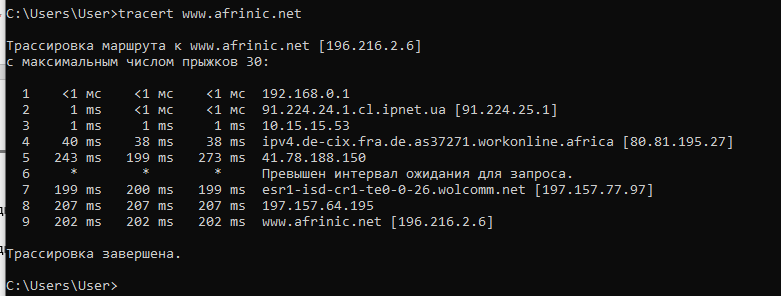 C:\Users\User>tracert www.afrinic.net
Трассировка маршрута к www.afrinic.net [196.216.2.6]
с максимальным числом прыжков 30:
1 <1 мс <1 мс <1 мс 192.168.0.1
2 1 ms <1 мс <1 мс 91.224.24.1.cl.ipnet.ua [91.224.25.1]
3 1 ms 1 ms 1 ms 10.15.15.53
4 40 ms 38 ms 38 ms ipv4.de-cix.fra.de.as37271.workonline.africa [80.81.195.27]
5 243 ms 199 ms 273 ms 41.78.188.150
6 * * * Превышен интервал ожидания для запроса.
7 199 ms 200 ms 199 ms esr1-isd-cr1-te0-0-26.wolcomm.net [197.157.77.97]
8 207 ms 207 ms 207 ms 197.157.64.195
9 202 ms 202 ms 202 ms www.afrinic.net [196.216.2.6]
Трассировка завершена.
C:\Users\User>